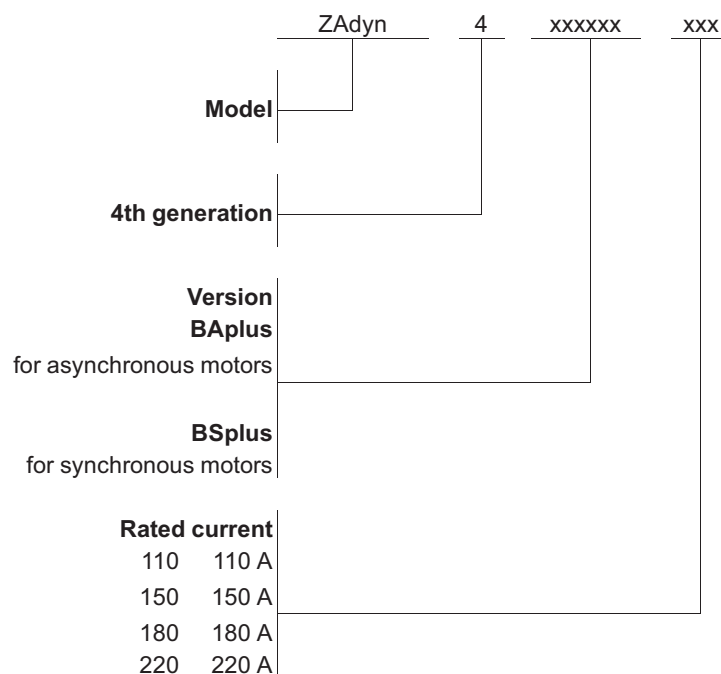 ZAdyn 4 xxxxxx xxx
Model
4th generation
Version
BAplus
for asynchronous motors
BSplus
for synchronous motors
Rated current
110 110 A
150 150 A
180 180 A
220 220 A